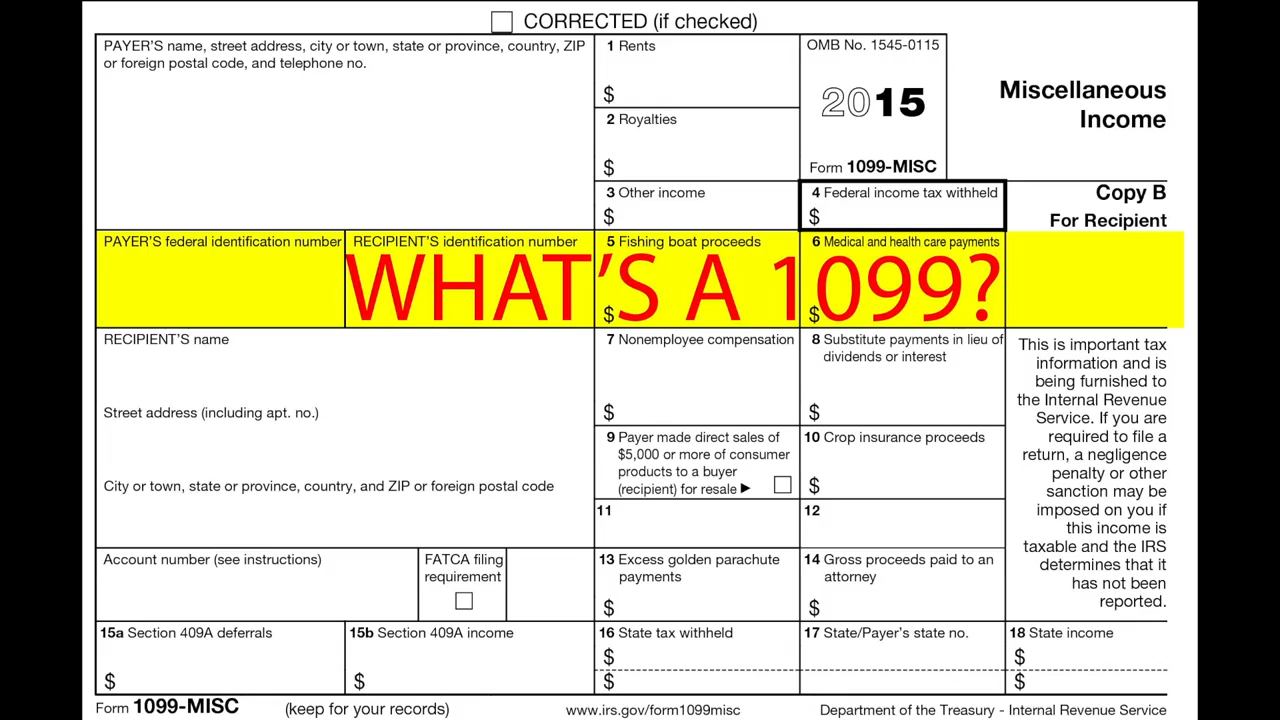 CORRECTED (if checked)
PAYER'S name, street address, city or town, state or province, country, ZIP
or foreign postal code, and telephone no.
1 Rents
$
2 Royalties
$
OMB No. 1545-0115
2015
Form 1099-MISC
Miscellaneous
Income
3 Other income
$
4 Federal income tax withheld
$
Copy B
For Recipient
PAYER'S federal identification number
RECIPIENT'S identification number
5 Fishing boat proceeds
$
6 Medical and health care payments
$
WHAT'S A 1099?
RECIPIENT'S name
Street address (including apt. no.)
City or town, state or province, country, and ZIP or foreign postal code
7 Nonemployee compensation
$
8 Substitute payments in lieu of
dividends or interest
$
9 Payer made direct sales of
$5,000 or more of consumer
products to a buyer
(recipient) for resale ▶
10 Crop insurance proceeds
$
11
12
This is important tax
information and is
being furnished to
the Internal Revenue
Service. If you are
required to file a
return, a negligence
penalty or other
sanction may be
imposed on you if
this income is
taxable and the IRS
determines that it
has not been
reported.
Account number (see instructions)
FATCA filing
requirement
13 Excess golden parachute
payments
$
14 Gross proceeds paid to an
attorney
$
15a Section 409A deferrals
$
15b Section 409A income
$
16 State tax withheld
$
$
17 State/Payer's state no.
18 State income
$
$
Form 1099-MISC
(keep for your records)
www.irs.gov/form1099misc
Department of the Treasury - Internal Revenue Service